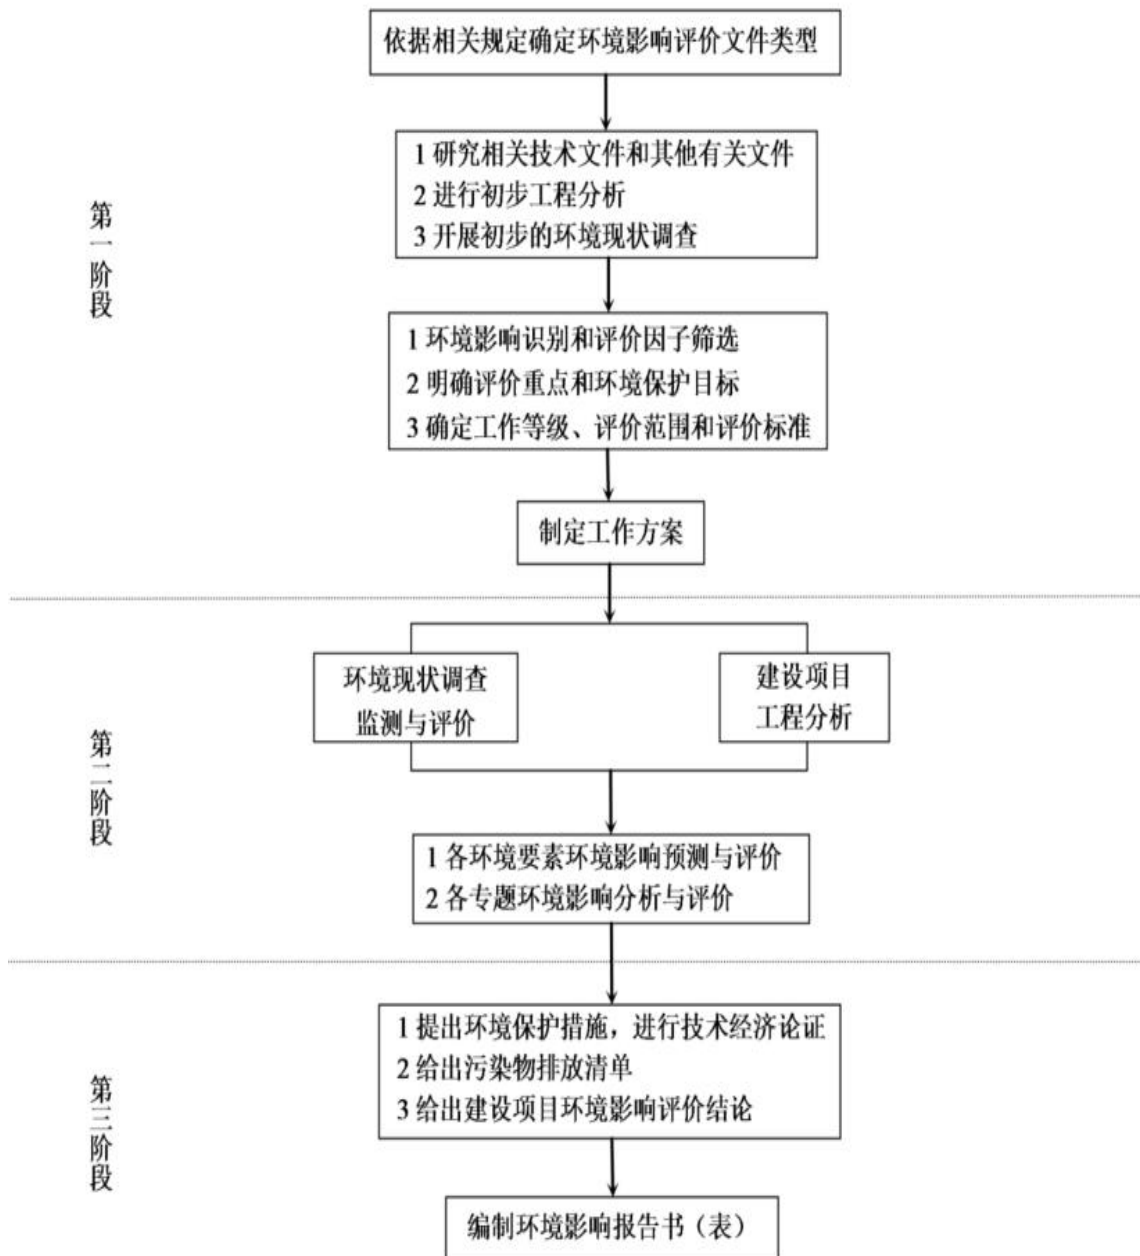 依据相关规定确定环境影响评价文件类型
1 研究相关技术文件和其他有关文件
2 进行初步工程分析
3 开展初步的环境现状调查
第一阶段
1 环境影响识别和评价因子筛选
2 明确评价重点和环境保护目标
3 确定工作等级、评价范围和评价标准
制定工作方案
环境现状调查
监测与评价
建设项目
工程分析
第二阶段
1 各环境要素环境影响预测与评价
2 各专题环境影响分析与评价
1 提出环境保护措施，进行技术经济论证
2 给出污染物排放清单
3 给出建设项目环境影响评价结论
第三阶段
编制环境影响报告书（表）